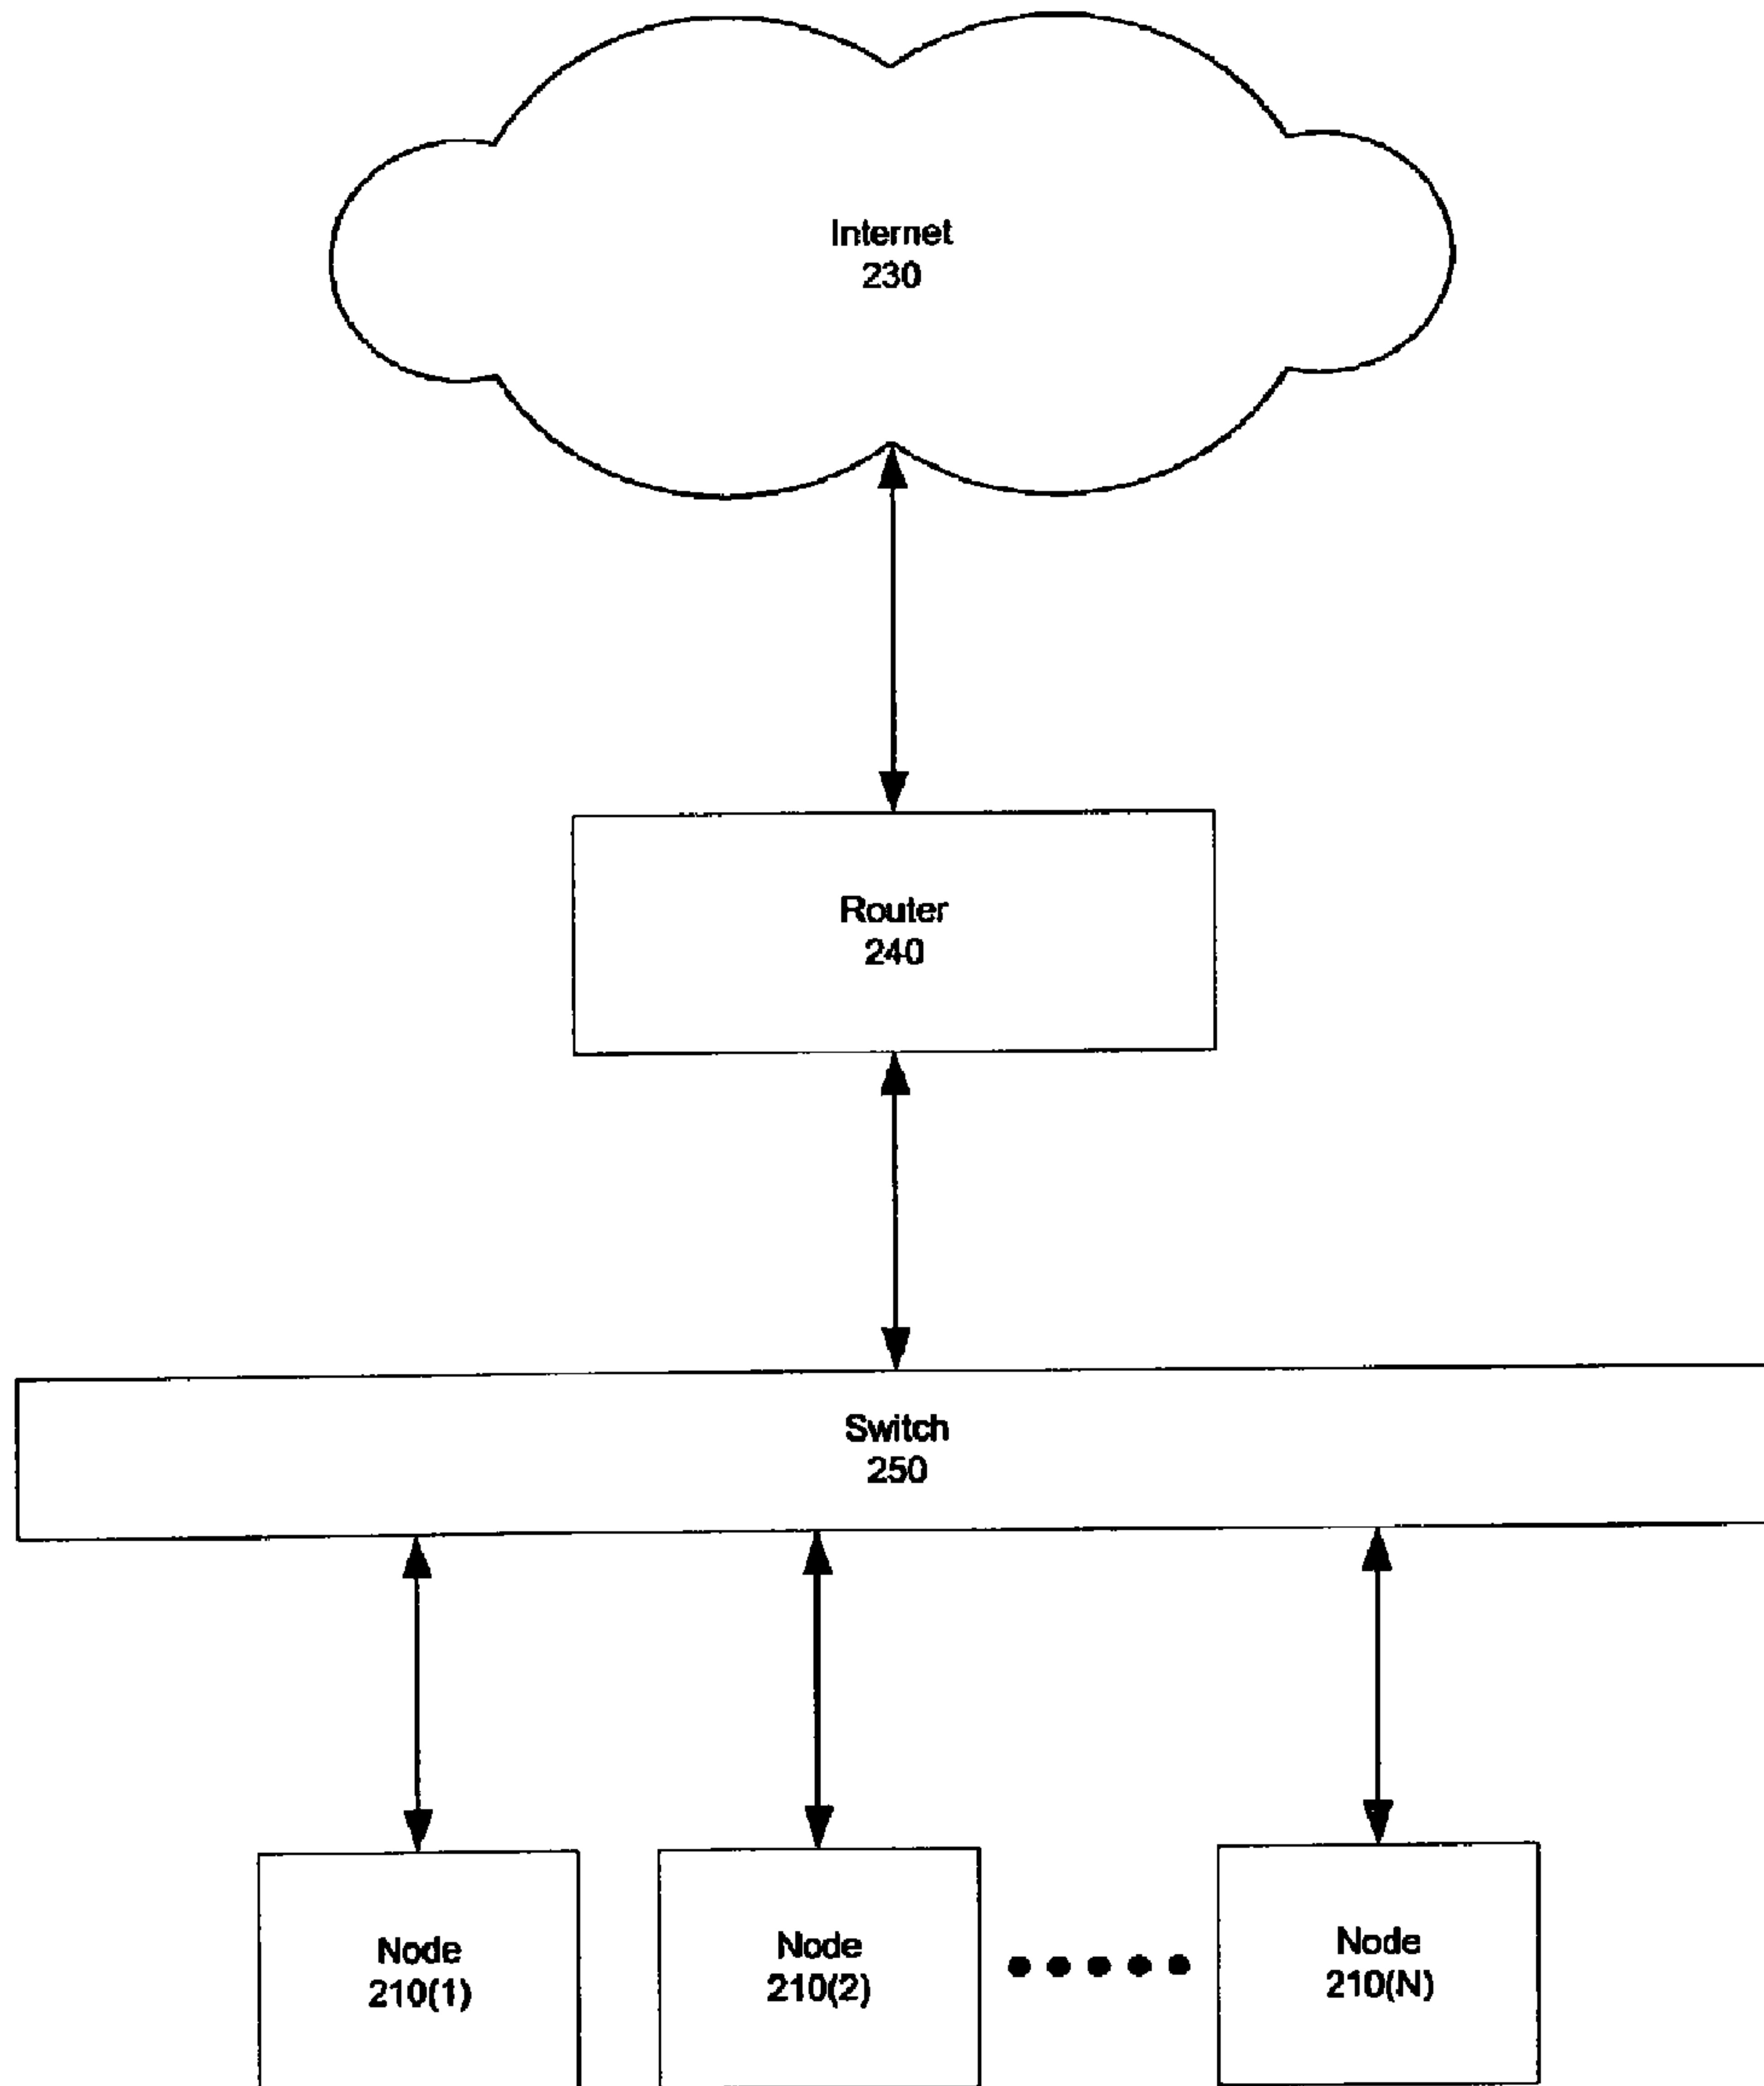 Internet
230
Router
240
Switch
250
Node
210(1)
Node
210(2)
Node
210(N)